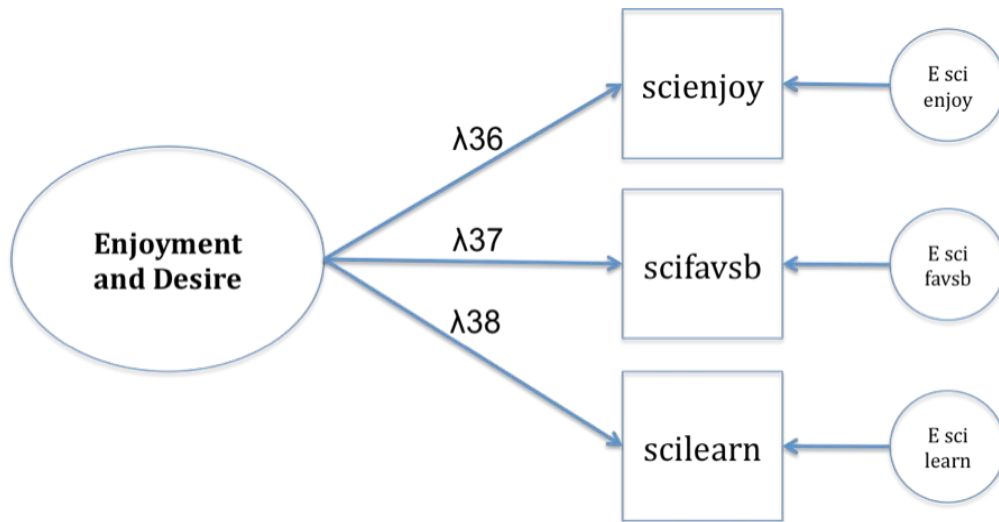 Enjoyment
and Desire
λ36
λ37
λ38
scienjoy
scifavsb
scilearn
E sci
enjoy
E sci
favsb
E sci
learn